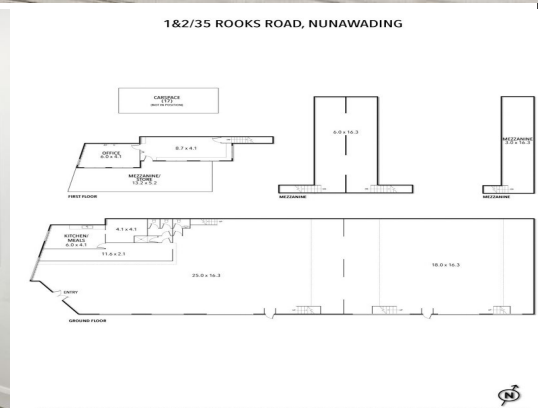 1&2/35 ROOKS ROAD, NUNAWADING
CARSPACE
(17)
(NOT IN POSITION)
OFFICE
6.0 x 4.1
8.7 x 4.1
MEZZANINE/
STORE
13.2 x 5.2
FIRST FLOOR
6.0 x 16.3
MEZZANINE
MEZZANINE
3.0 x 16.3
MEZZANINE
KITCHEN/
MEALS
6.0 x 4.1
4.1 x 4.1
11.6 x 2.1
25.0 x 16.3
18.0 x 16.3
ENTRY
GROUND FLOOR
N